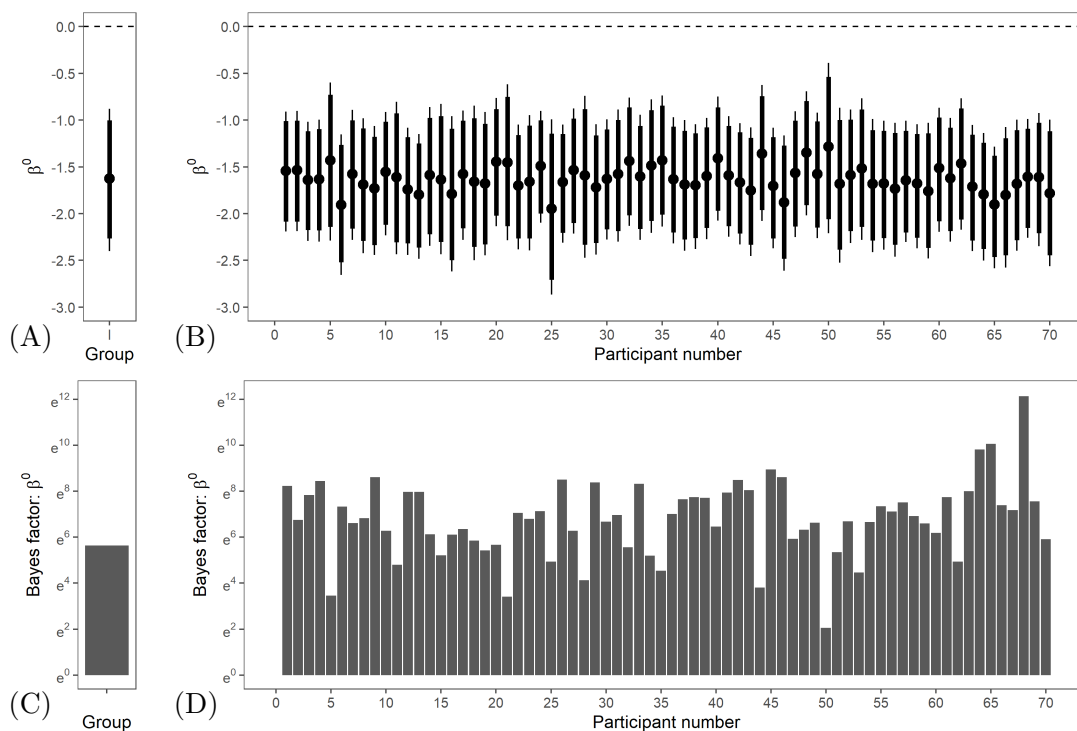 0.0
-0.5
-1.0
-1.5
-2.0
-2.5
-3.0
β⁰
Group
(A)
0.0
-0.5
-1.0
-1.5
-2.0
-2.5
-3.0
β⁰
0 5 10 15 20 25 30 35 40 45 50 55 60 65 70
Participant number
(B)
e¹²
e¹⁰
e⁸
e⁶
e⁴
e²
e⁰
Bayes factor: β⁰
Group
(C)
e¹²
e¹⁰
e⁸
e⁶
e⁴
e²
e⁰
Bayes factor: β⁰
0 5 10 15 20 25 30 35 40 45 50 55 60 65 70
Participant number
(D)